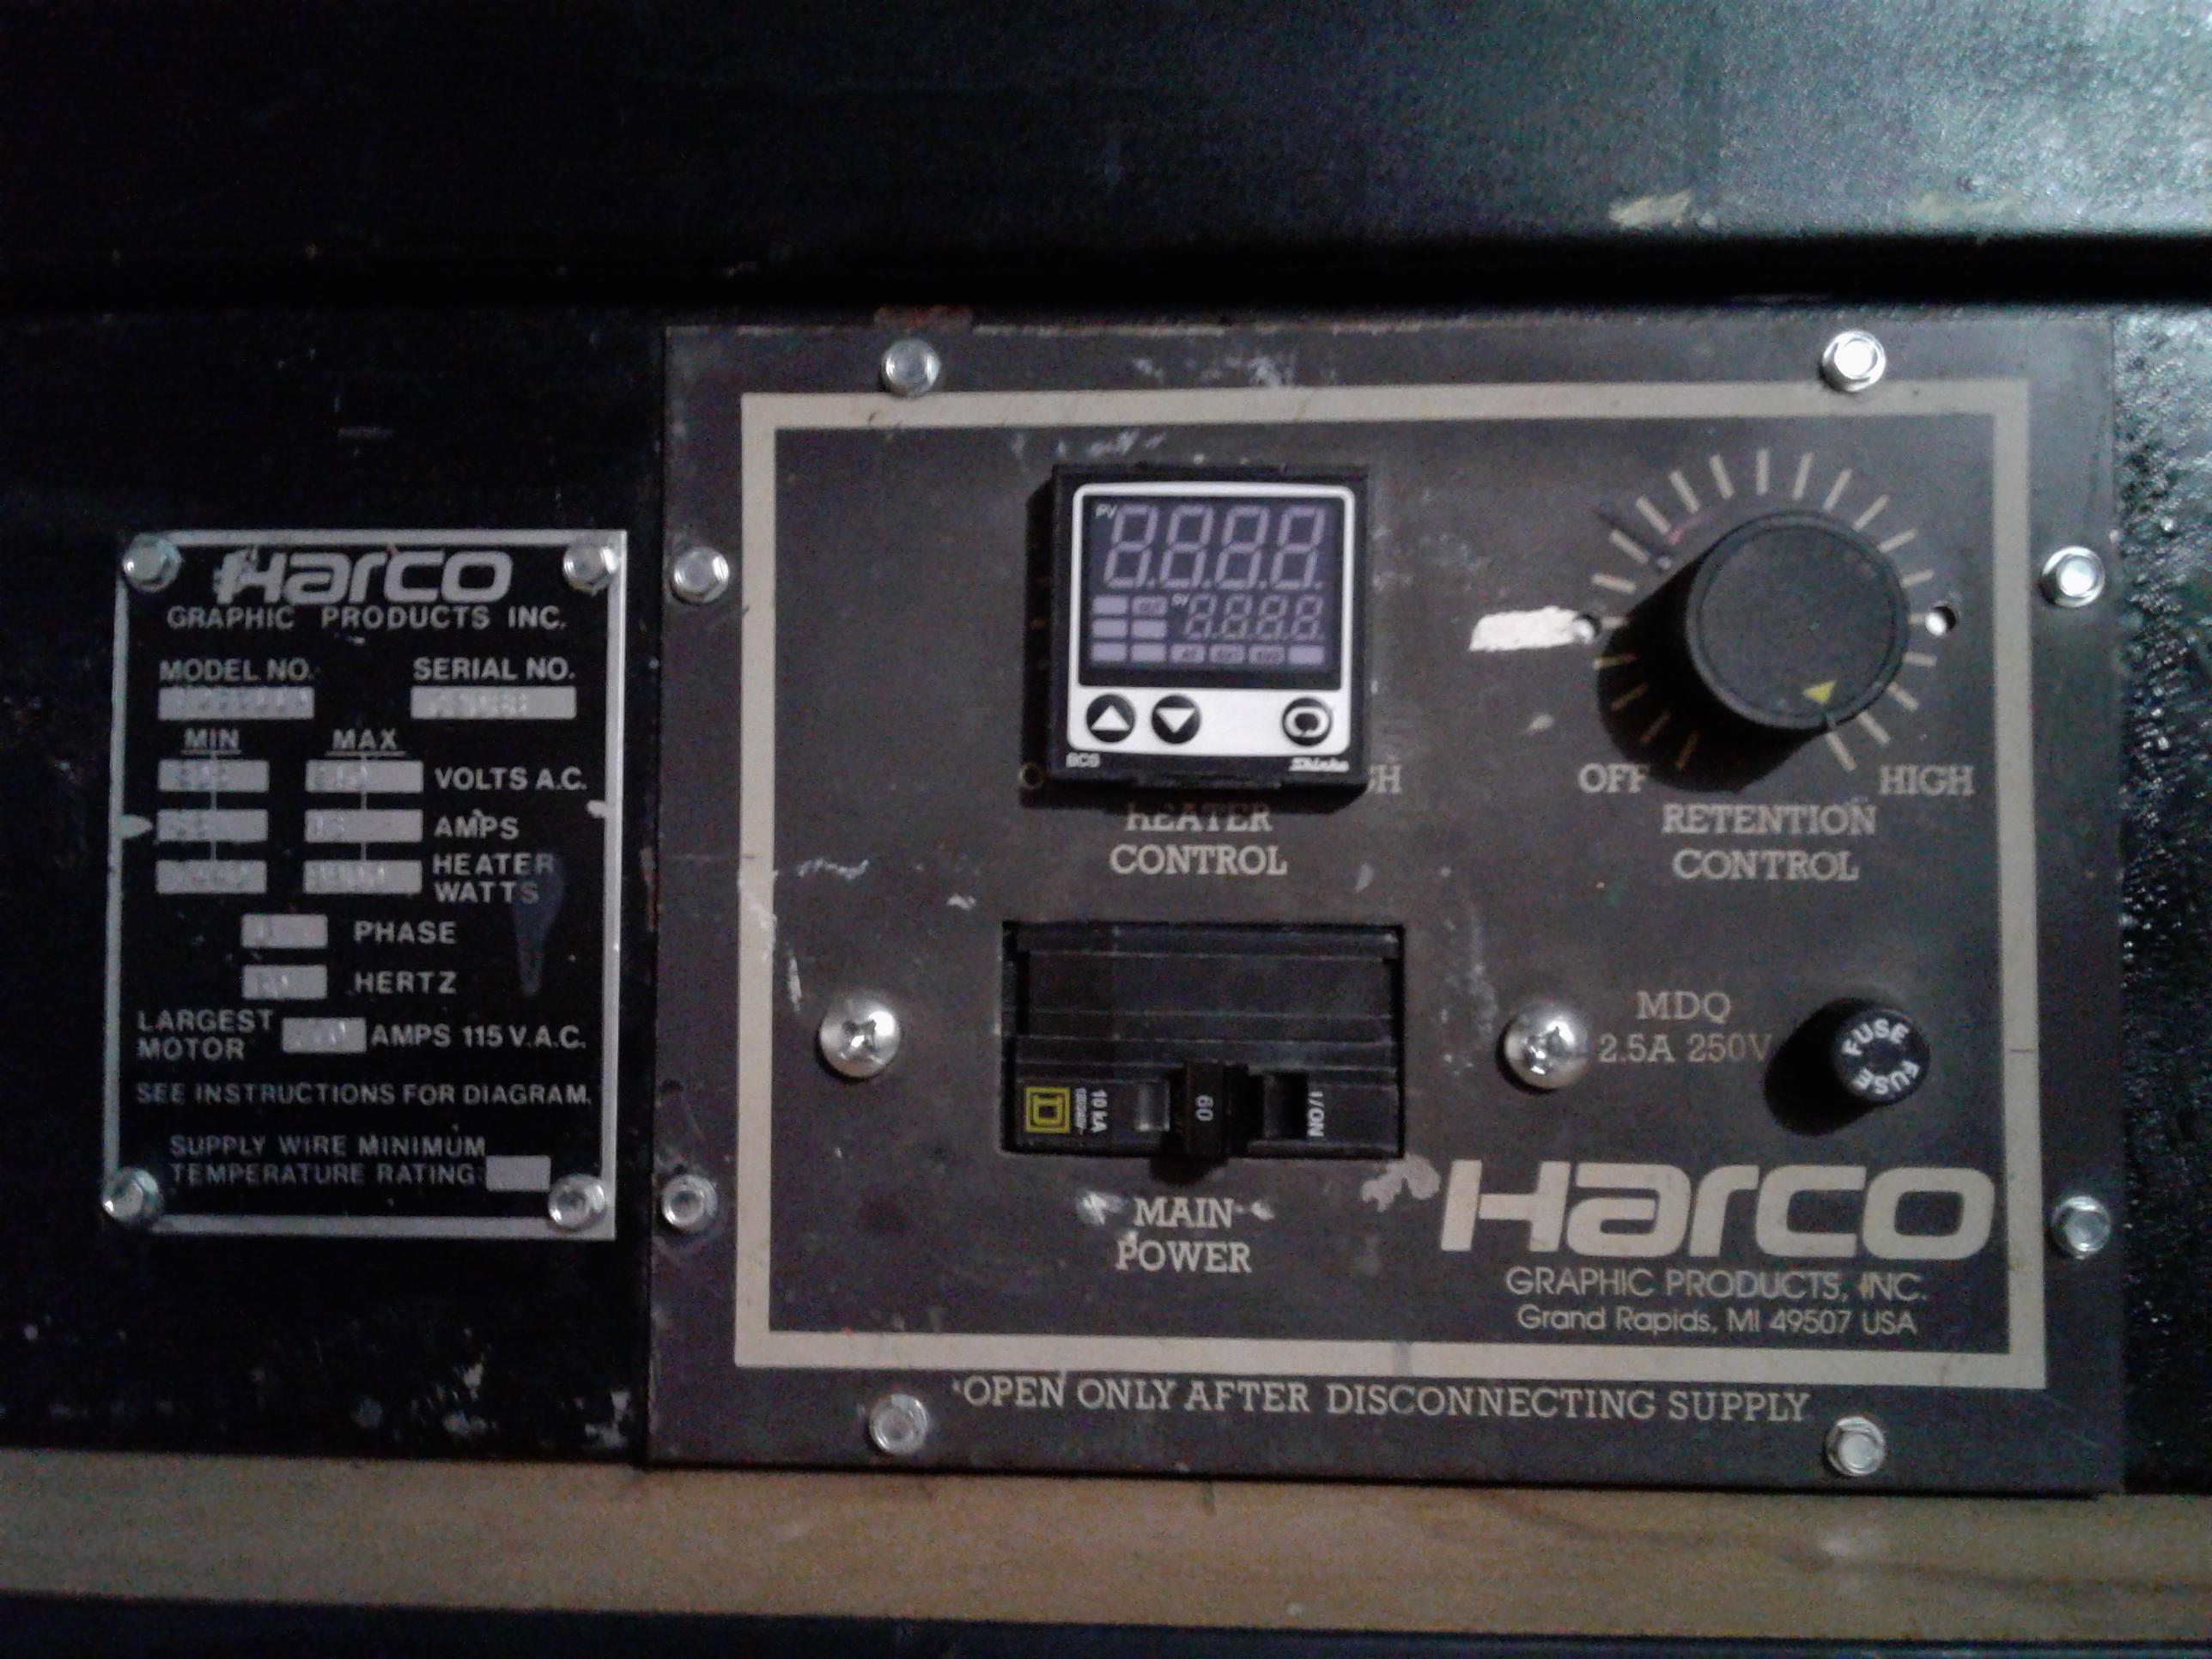 Harco
GRAPHIC PRODUCTS INC.
MODEL NO.
SERIAL NO.
MIN
MAX
VOLTS A.C.
AMPS
HEATER
WATTS
PHASE
HERTZ
LARGEST
MOTOR
AMPS 115 V.A.C.
SEE INSTRUCTIONS FOR DIAGRAM.
SUPPLY WIRE MINIMUM
TEMPERATURE RATING
PV
SV
BCS
Shinko
HEATER
CONTROL
OFF
HIGH
RETENTION
CONTROL
D
10 kA
60
I/ON
MAIN
POWER
MDQ
2.5A 250V
FUSE
FUSE
Harco
GRAPHIC PRODUCTS, INC.
Grand Rapids, MI 49507 USA
OPEN ONLY AFTER DISCONNECTING SUPPLY